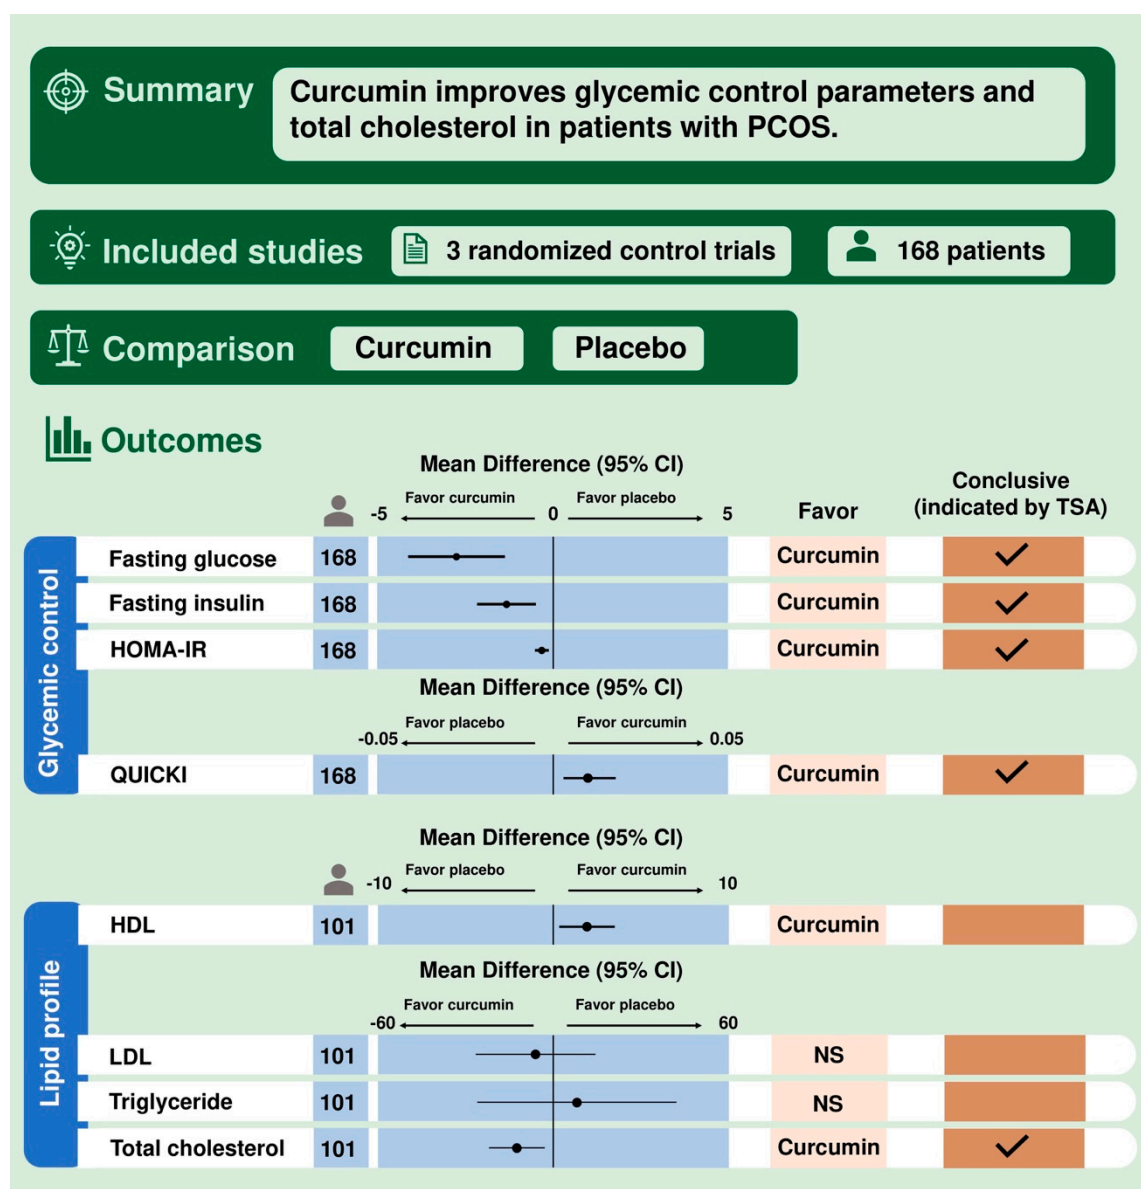 Summary
Curcumin improves glycemic control parameters and
total cholesterol in patients with PCOS.
Included studies
3 randomized control trials
168 patients
Comparison
Curcumin
Placebo
Outcomes
Mean Difference (95% CI)
Favor curcumin
Favor placebo
-5
0
5
Favor
Conclusive
(indicated by TSA)
Glycemic control
Fasting glucose
168
Curcumin
Fasting insulin
168
Curcumin
HOMA-IR
168
Curcumin
Mean Difference (95% CI)
Favor placebo
Favor curcumin
-0.05
0.05
QUICKI
168
Curcumin
Mean Difference (95% CI)
Favor placebo
Favor curcumin
-10
10
Lipid profile
HDL
101
Curcumin
Mean Difference (95% CI)
Favor curcumin
Favor placebo
-60
60
LDL
101
NS
Triglyceride
101
NS
Total cholesterol
101
Curcumin